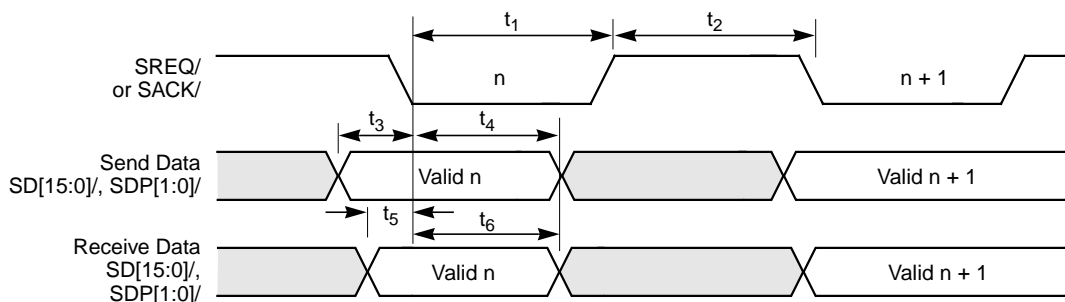 t1
t2
SREQ/
or SACK/
n
n + 1
t3
t4
Send Data
SD[15:0]/, SDP[1:0]/
Valid n
Valid n + 1
t5
t6
Receive Data
SD[15:0]/,
SDP[1:0]/
Valid n
Valid n + 1